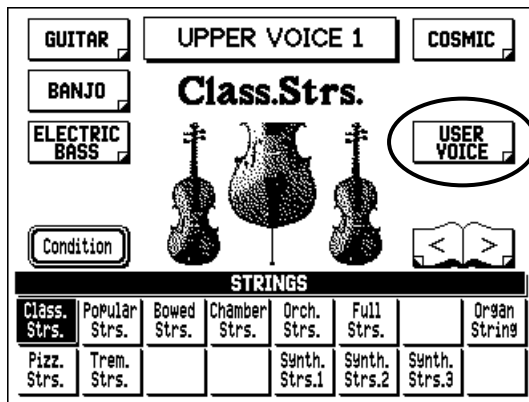 GUITAR
UPPER VOICE 1
COSMIC
BANJO
Class.Strs.
ELECTRIC
BASS
USER
VOICE
Condition
< >
STRINGS
Class. Popular Bowed Chamber Orch. Full Organ
Strs. Strs. Strs. Strs. Strs. Strs. String
Pizz. Trem. Synth. Synth. Synth.
Strs. Strs. Strs.1 Strs.2 Strs.3